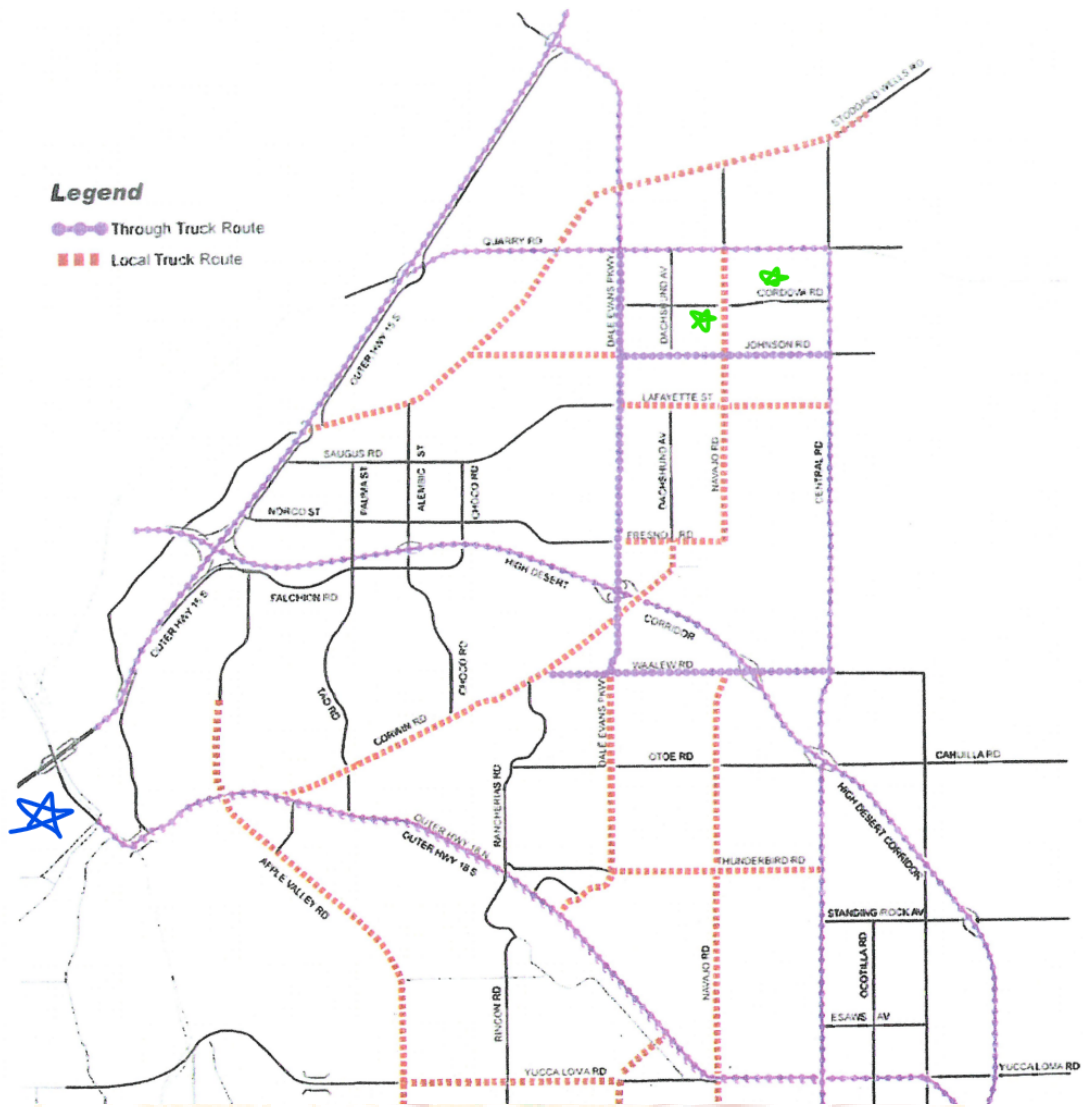 STODDARD WELLS RD
Legend
Through Truck Route
Local Truck Route
QUARRY RD
DALE EVANS PKWY
DACHSHUND AV
CORDOVA RD
OUTER HWY 15 S
JOHNSON RD
LAFAYETTE ST
SAUGUS RD
PAUMA ST
ALEMBIC ST
CHOCO RD
DACHSHUND AV
NAVAJO RD
CENTRAL RD
NORCO ST
FRESNO RD
HIGH DESERT
CORRIDOR
FALCHION RD
OUTER HWY 15 S
WAALEW RD
TAO RD
CHOCO RD
CORWIN RD
DALE EVANS PKWY
OTOE RD
CAHUILLA RD
RANCHERIAS RD
HIGH DESERT CORRIDOR
OUTER HWY 18 N
OUTER HWY 18 S
APPLE VALLEY RD
THUNDERBIRD RD
STANDING ROCK AV
OCOTILLA RD
NAVAJO RD
RINCON RD
ESAWS AV
YUCCA LOMA RD
YUCCA LOMA RD